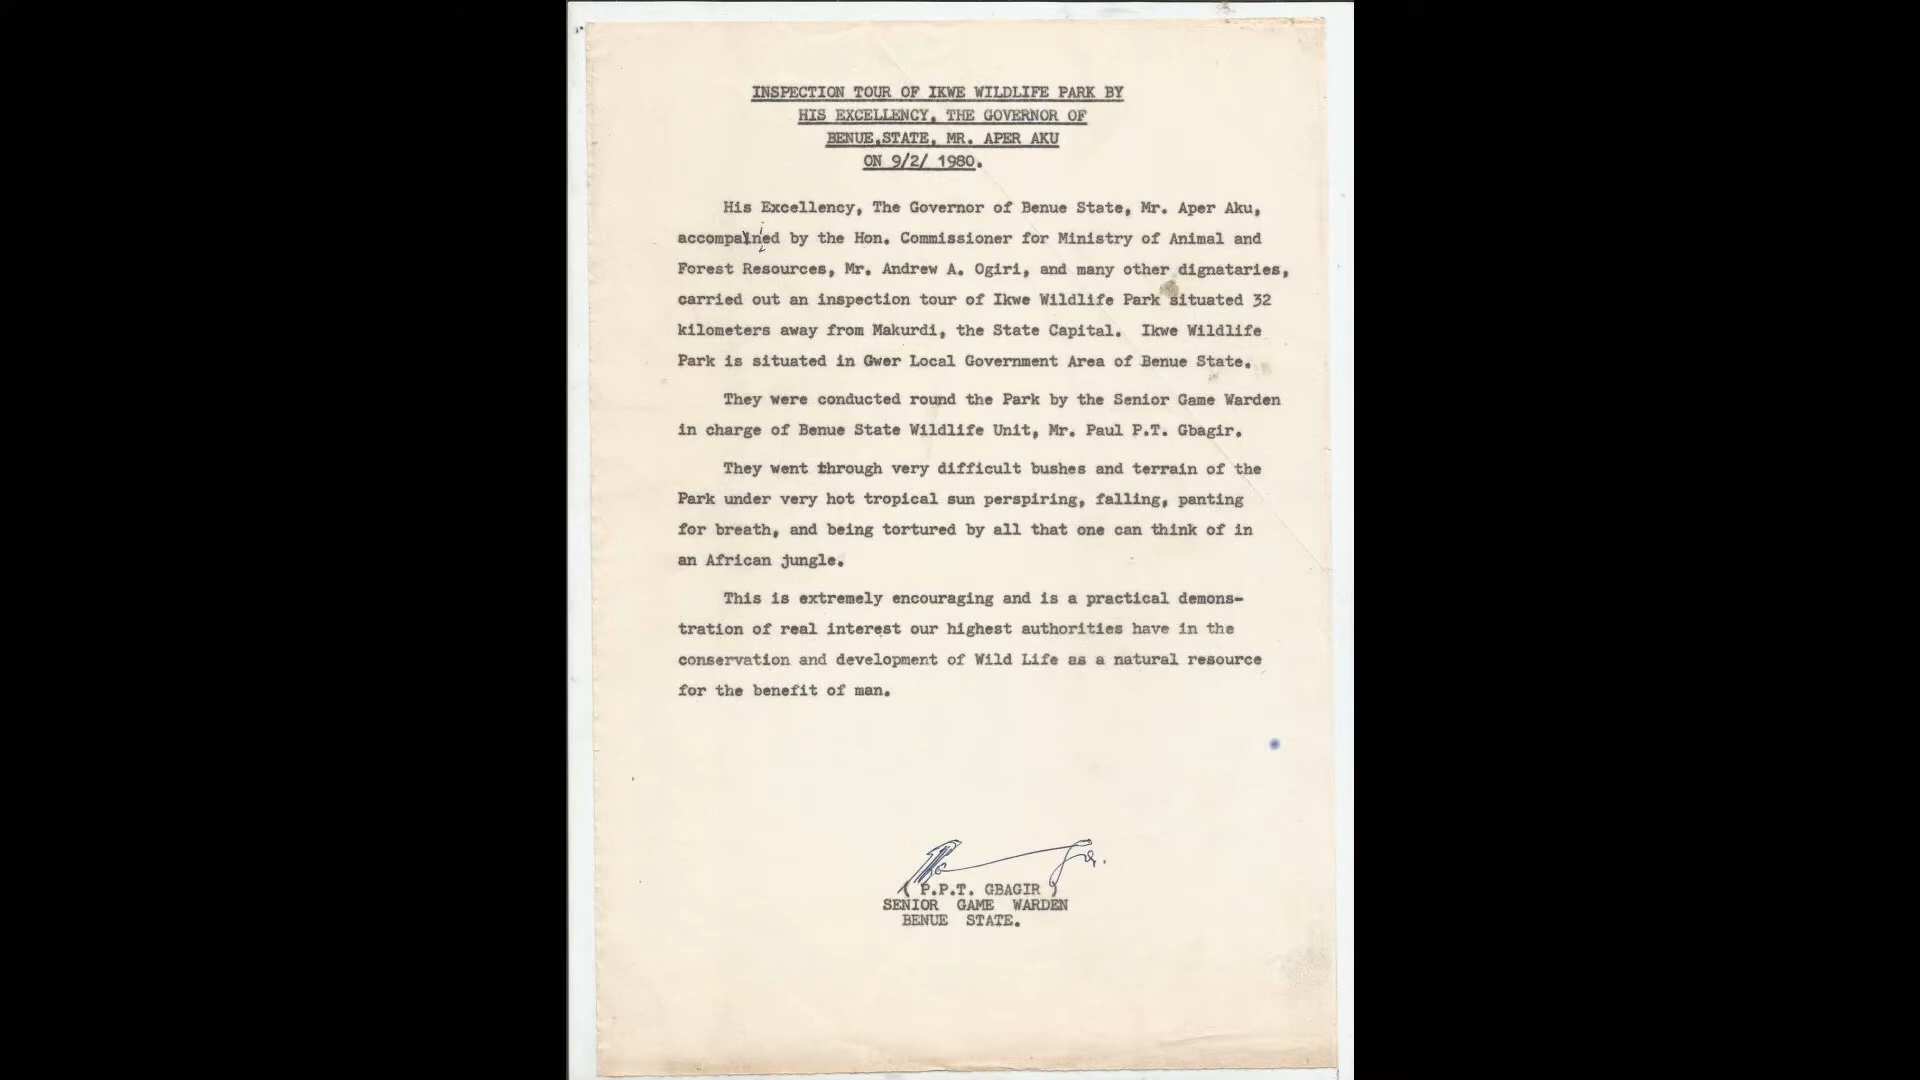 INSPECTION TOUR OF IKWE WILDLIFE PARK BY
HIS EXCELLENCY, THE GOVERNOR OF
BENUE STATE, MR. APER AKU
ON 9/2/ 1980.
His Excellency, The Governor of Benue State, Mr. Aper Aku,
accompained by the Hon. Commissioner for Ministry of Animal and
Forest Resources, Mr. Andrew A. Ogiri, and many other dignataries,
carried out an inspection tour of Ikwe Wildlife Park situated 32
kilometers away from Makurdi, the State Capital. Ikwe Wildlife
Park is situated in Gwer Local Government Area of Benue State.
They were conducted round the Park by the Senior Game Warden
in charge of Benue State Wildlife Unit, Mr. Paul P.T. Gbagir.
They went through very difficult bushes and terrain of the
Park under very hot tropical sun perspiring, falling, panting
for breath, and being tortured by all that one can think of in
an African jungle.
This is extremely encouraging and is a practical demons-
tration of real interest our highest authorities have in the
conservation and development of Wild Life as a natural resource
for the benefit of man.
( P.P.T. GBAGIR )
SENIOR GAME WARDEN
BENUE STATE.